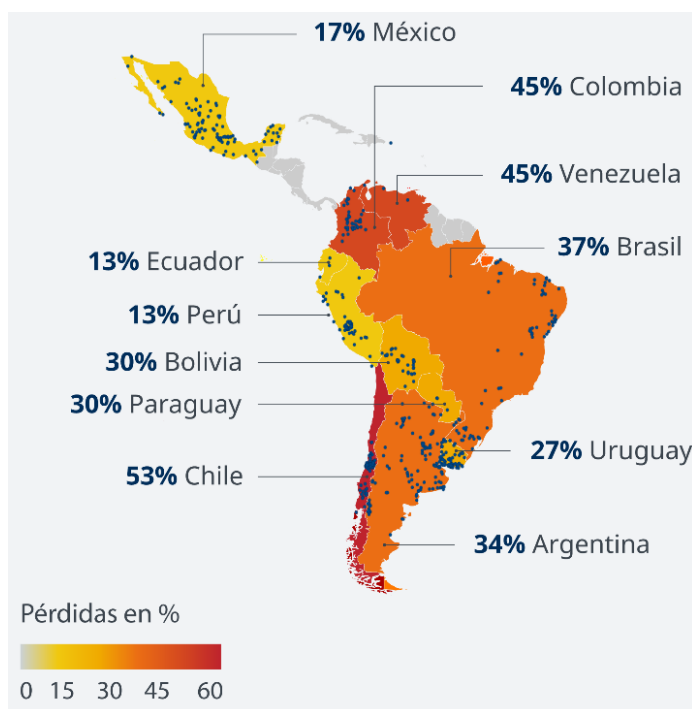 17% México
45% Colombia
45% Venezuela
37% Brasil
13% Ecuador
13% Perú
30% Bolivia
30% Paraguay
27% Uruguay
53% Chile
34% Argentina
Pérdidas en %
0 15 30 45 60